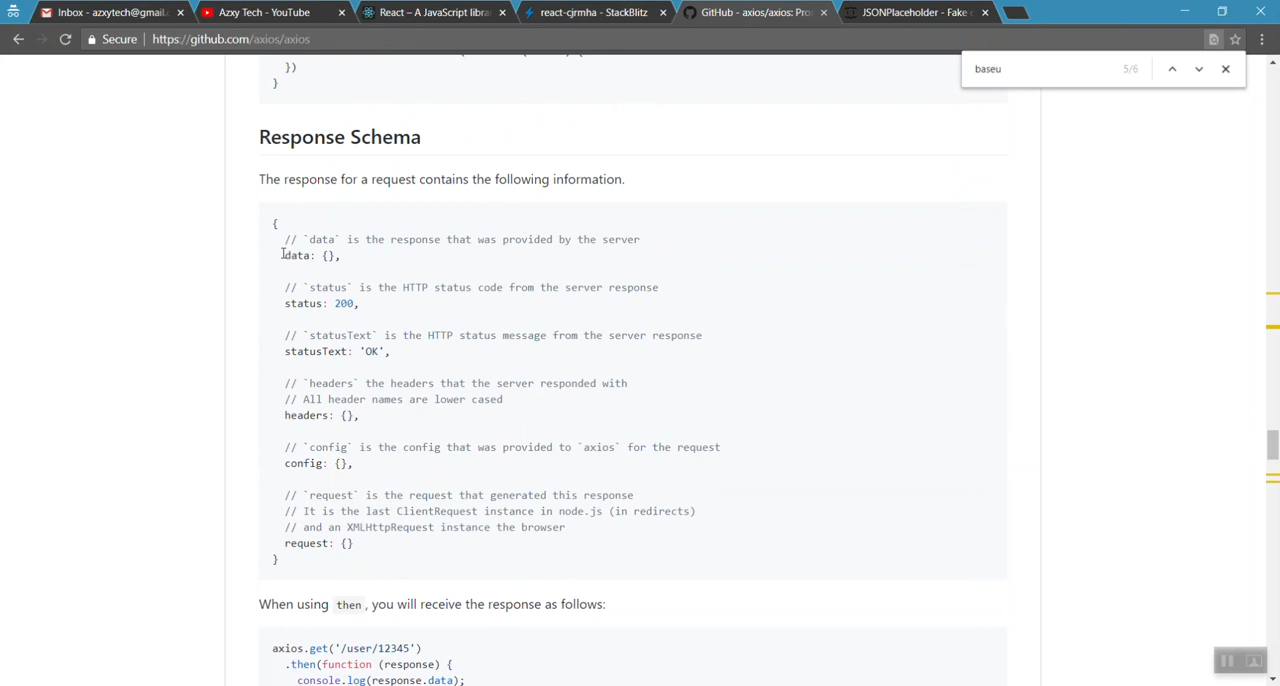 Inbox - azxytech@gmail.
Azxy Tech - YouTube
React – A JavaScript libra
react-cjrmha - StackBlitz
GitHub - axios/axios: Pro
JSONPlaceholder - Fake
Secure
https://github.com/axios/axios
baseu
5/6
})
}
Response Schema
The response for a request contains the following information.
{
// `data` is the response that was provided by the server
data: {},
// `status` is the HTTP status code from the server response
status: 200,
// `statusText` is the HTTP status message from the server response
statusText: 'OK',
// `headers` the headers that the server responded with
// All header names are lower cased
headers: {},
// `config` is the config that was provided to `axios` for the request
config: {},
// `request` is the request that generated this response
// It is the last ClientRequest instance in node.js (in redirects)
// and an XMLHttpRequest instance the browser
request: {}
}
When using then, you will receive the response as follows:
axios.get('/user/12345')
.then(function (response) {
console.log(response.data);